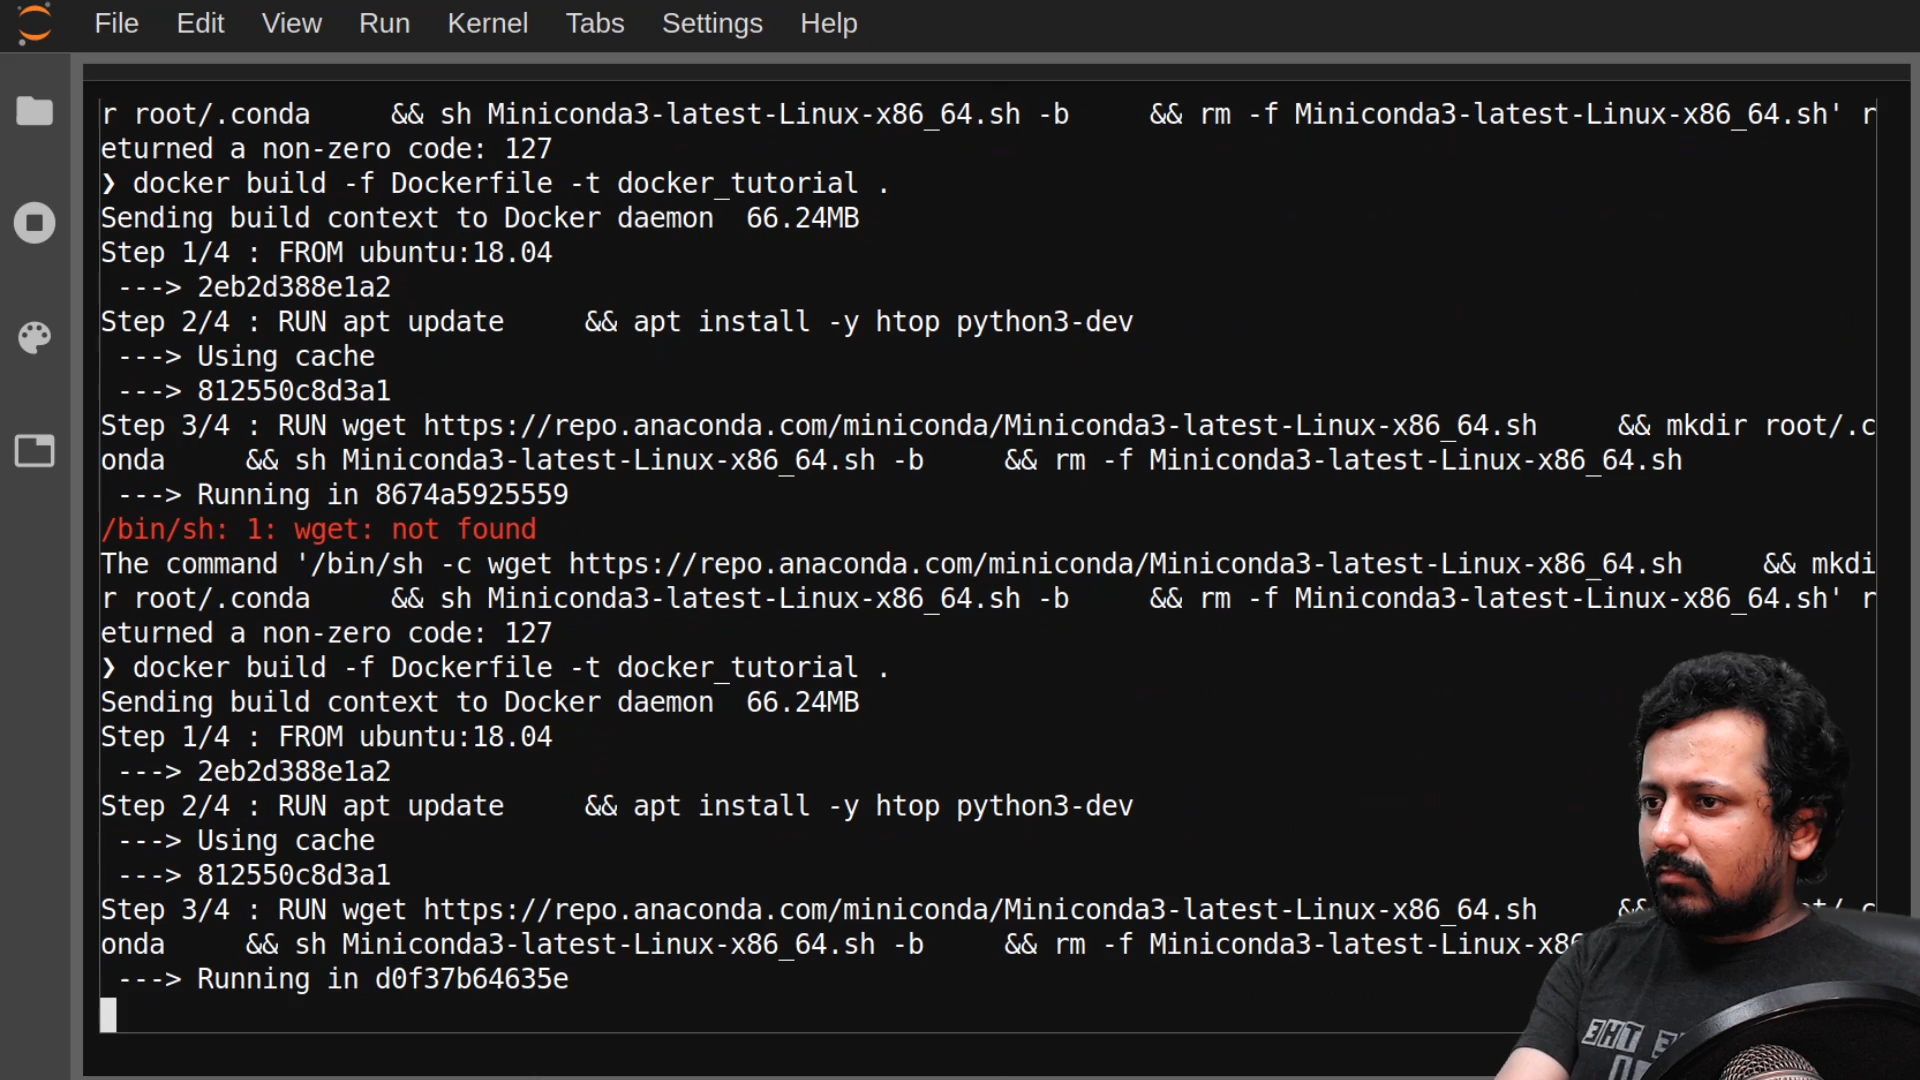 File Edit View Run Kernel Tabs Settings Help
r root/.conda     && sh Miniconda3-latest-Linux-x86_64.sh -b     && rm -f Miniconda3-latest-Linux-x86_64.sh' r
eturned a non-zero code: 127
❯ docker build -f Dockerfile -t docker_tutorial .
Sending build context to Docker daemon  66.24MB
Step 1/4 : FROM ubuntu:18.04
 ---> 2eb2d388e1a2
Step 2/4 : RUN apt update     && apt install -y htop python3-dev
 ---> Using cache
 ---> 812550c8d3a1
Step 3/4 : RUN wget https://repo.anaconda.com/miniconda/Miniconda3-latest-Linux-x86_64.sh     && mkdir root/.c
onda     && sh Miniconda3-latest-Linux-x86_64.sh -b     && rm -f Miniconda3-latest-Linux-x86_64.sh
 ---> Running in 8674a5925559
/bin/sh: 1: wget: not found
The command '/bin/sh -c wget https://repo.anaconda.com/miniconda/Miniconda3-latest-Linux-x86_64.sh     && mkdi
r root/.conda     && sh Miniconda3-latest-Linux-x86_64.sh -b     && rm -f Miniconda3-latest-Linux-x86_64.sh' r
eturned a non-zero code: 127
❯ docker build -f Dockerfile -t docker_tutorial .
Sending build context to Docker daemon  66.24MB
Step 1/4 : FROM ubuntu:18.04
 ---> 2eb2d388e1a2
Step 2/4 : RUN apt update     && apt install -y htop python3-dev
 ---> Using cache
 ---> 812550c8d3a1
Step 3/4 : RUN wget https://repo.anaconda.com/miniconda/Miniconda3-latest-Linux-x86_64.sh     &&
onda     && sh Miniconda3-latest-Linux-x86_64.sh -b     && rm -f Miniconda3-latest-Linux-x86
 ---> Running in d0f37b64635e